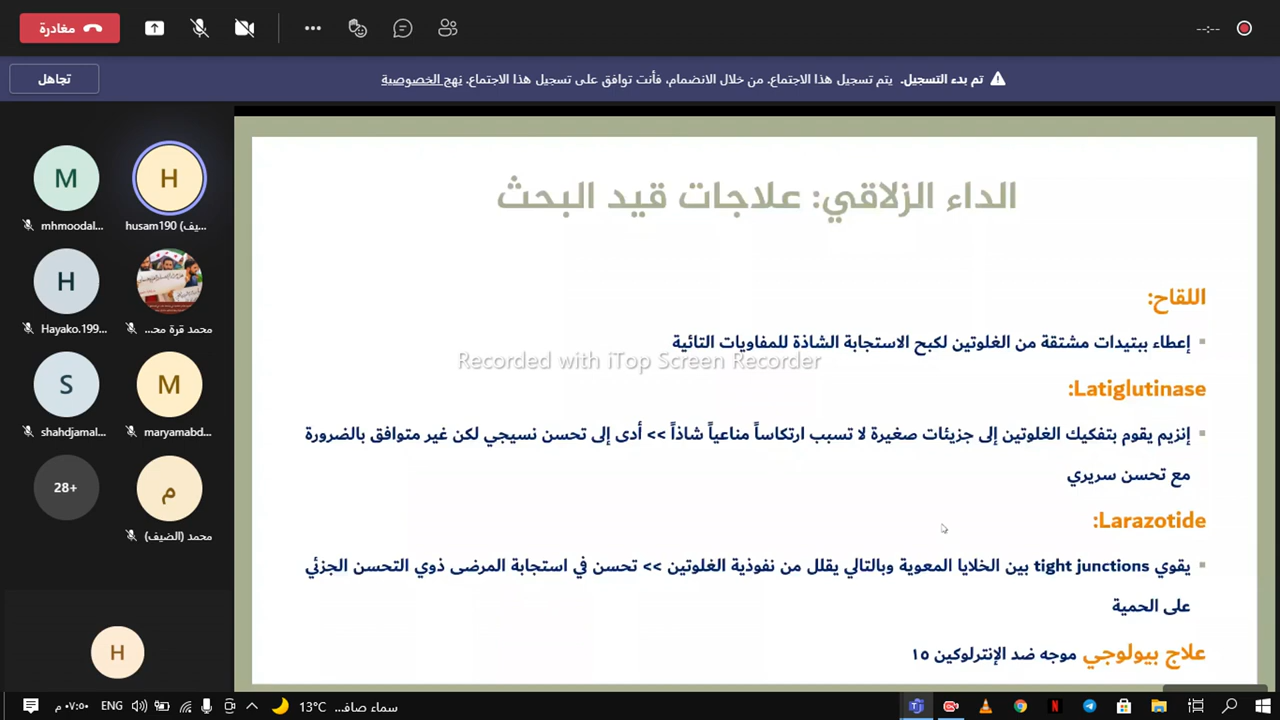 مغادرة
--:--
تم بدء التسجيل. يتم تسجيل هذا الاجتماع. من خلال الانضمام، فأنت توافق على تسجيل هذا الاجتماع. نهج الخصوصية
تجاهل
M
H
mhmoodal...
husam190 (يف...
H
Hayako.199...
محمد قرة مح...
S
M
shahdjamal...
maryamabd...
28+
م
محمد (الضيف)
H
الداء الزلاقي: علاجات قيد البحث
اللقاح:
إعطاء ببتيدات مشتقة من الغلوتين لكبح الاستجابة الشاذة للمفاويات التائية
Recorded with iTop Screen Recorder
Latiglutinase:
إنزيم يقوم بتفكيك الغلوتين إلى جزيئات صغيرة لا تسبب ارتكاساً مناعياً شاذاً >> أدى إلى تحسن نسيجي لكن غير متوافق بالضرورة
مع تحسن سريري
Larazotide:
يقوي tight junctions بين الخلايا المعوية وبالتالي يقلل من نفوذية الغلوتين >> تحسن في استجابة المرضى ذوي التحسن الجزئي
على الحمية
علاج بيولوجي موجه ضد الإنترلوكين ١٥
٠٧:٥٠ م
ENG
13°C
سماء صاف...